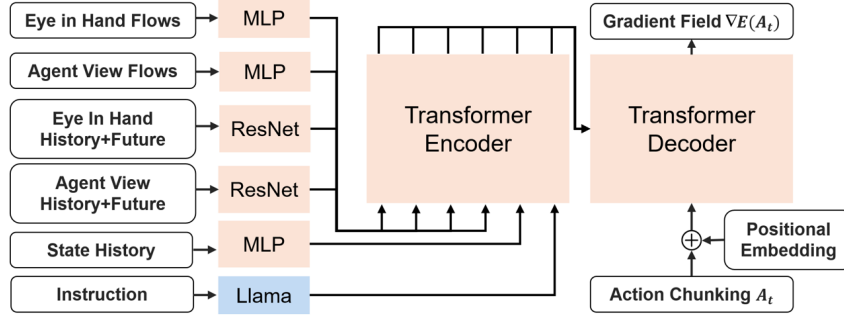 Eye in Hand Flows
MLP
Agent View Flows
MLP
Eye In Hand
History+Future
ResNet
Agent View
History+Future
ResNet
State History
MLP
Instruction
Llama
Transformer
Encoder
Gradient Field ∇E(A_t)
Transformer
Decoder
Positional
Embedding
Action Chunking A_t